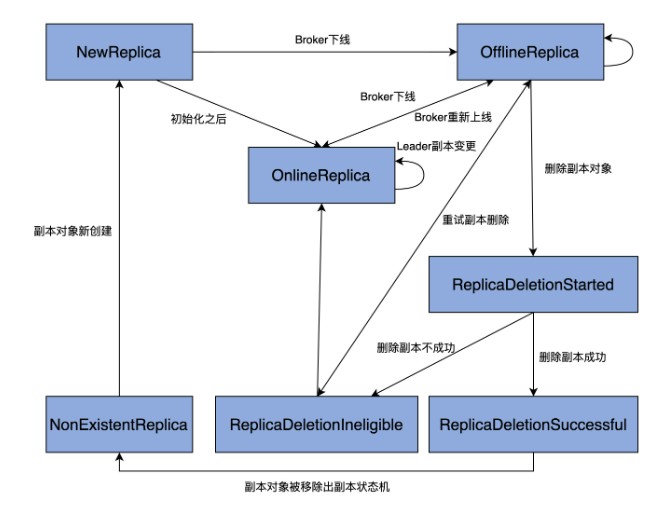 Broker下线
NewReplica
OfflineReplica
Broker下线
初始化之后
Broker重新上线
Leader副本变更
OnlineReplica
删除副本对象
重试副本删除
副本对象新创建
ReplicaDeletionStarted
删除副本不成功
删除副本成功
NonExistentReplica
ReplicaDeletionIneligible
ReplicaDeletionSuccessful
副本对象被移除出副本状态机